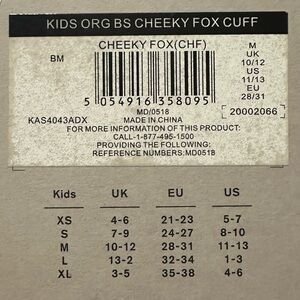 KIDS ORG BS CHEEKY FOX CUFF
CHEEKY FOX(CHF)
BM
M
UK
10/12
US
11/13
EU
28/31
5 054916 358095
MD/0518
KAS4043ADX
MADE IN CHINA
20002066
FOR MORE INFORMATION OF THIS PRODUCT:
CALL-1-877-495-1500
PROVIDING THE FOLLOWING:
REFERENCE NUMBERS:MD0518
Kids UK EU US
XS 4-6 21-23 5-7
S 7-9 24-27 8-10
M 10-12 28-31 11-13
L 13-2 32-34 1-3
XL 3-5 35-38 4-6